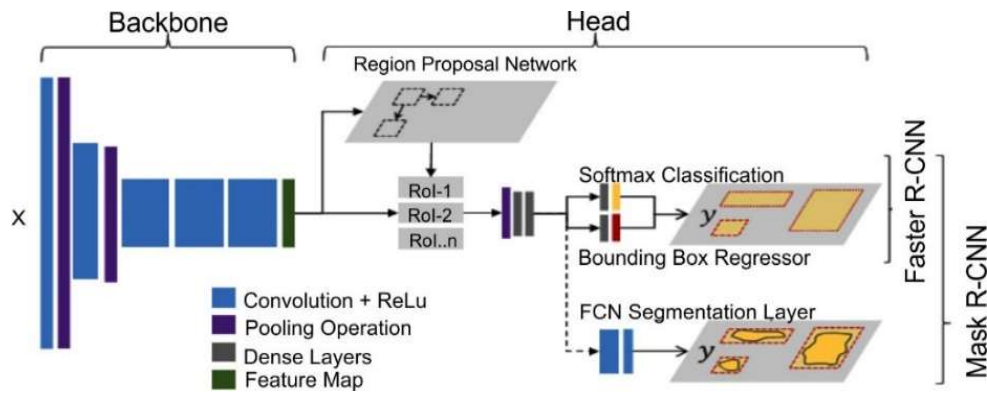 Backbone
Head
Region Proposal Network
x
RoI-1
RoI-2
RoI..n
Softmax Classification
y
Bounding Box Regressor
FCN Segmentation Layer
y
Faster R-CNN
Mask R-CNN
Convolution + ReLu
Pooling Operation
Dense Layers
Feature Map